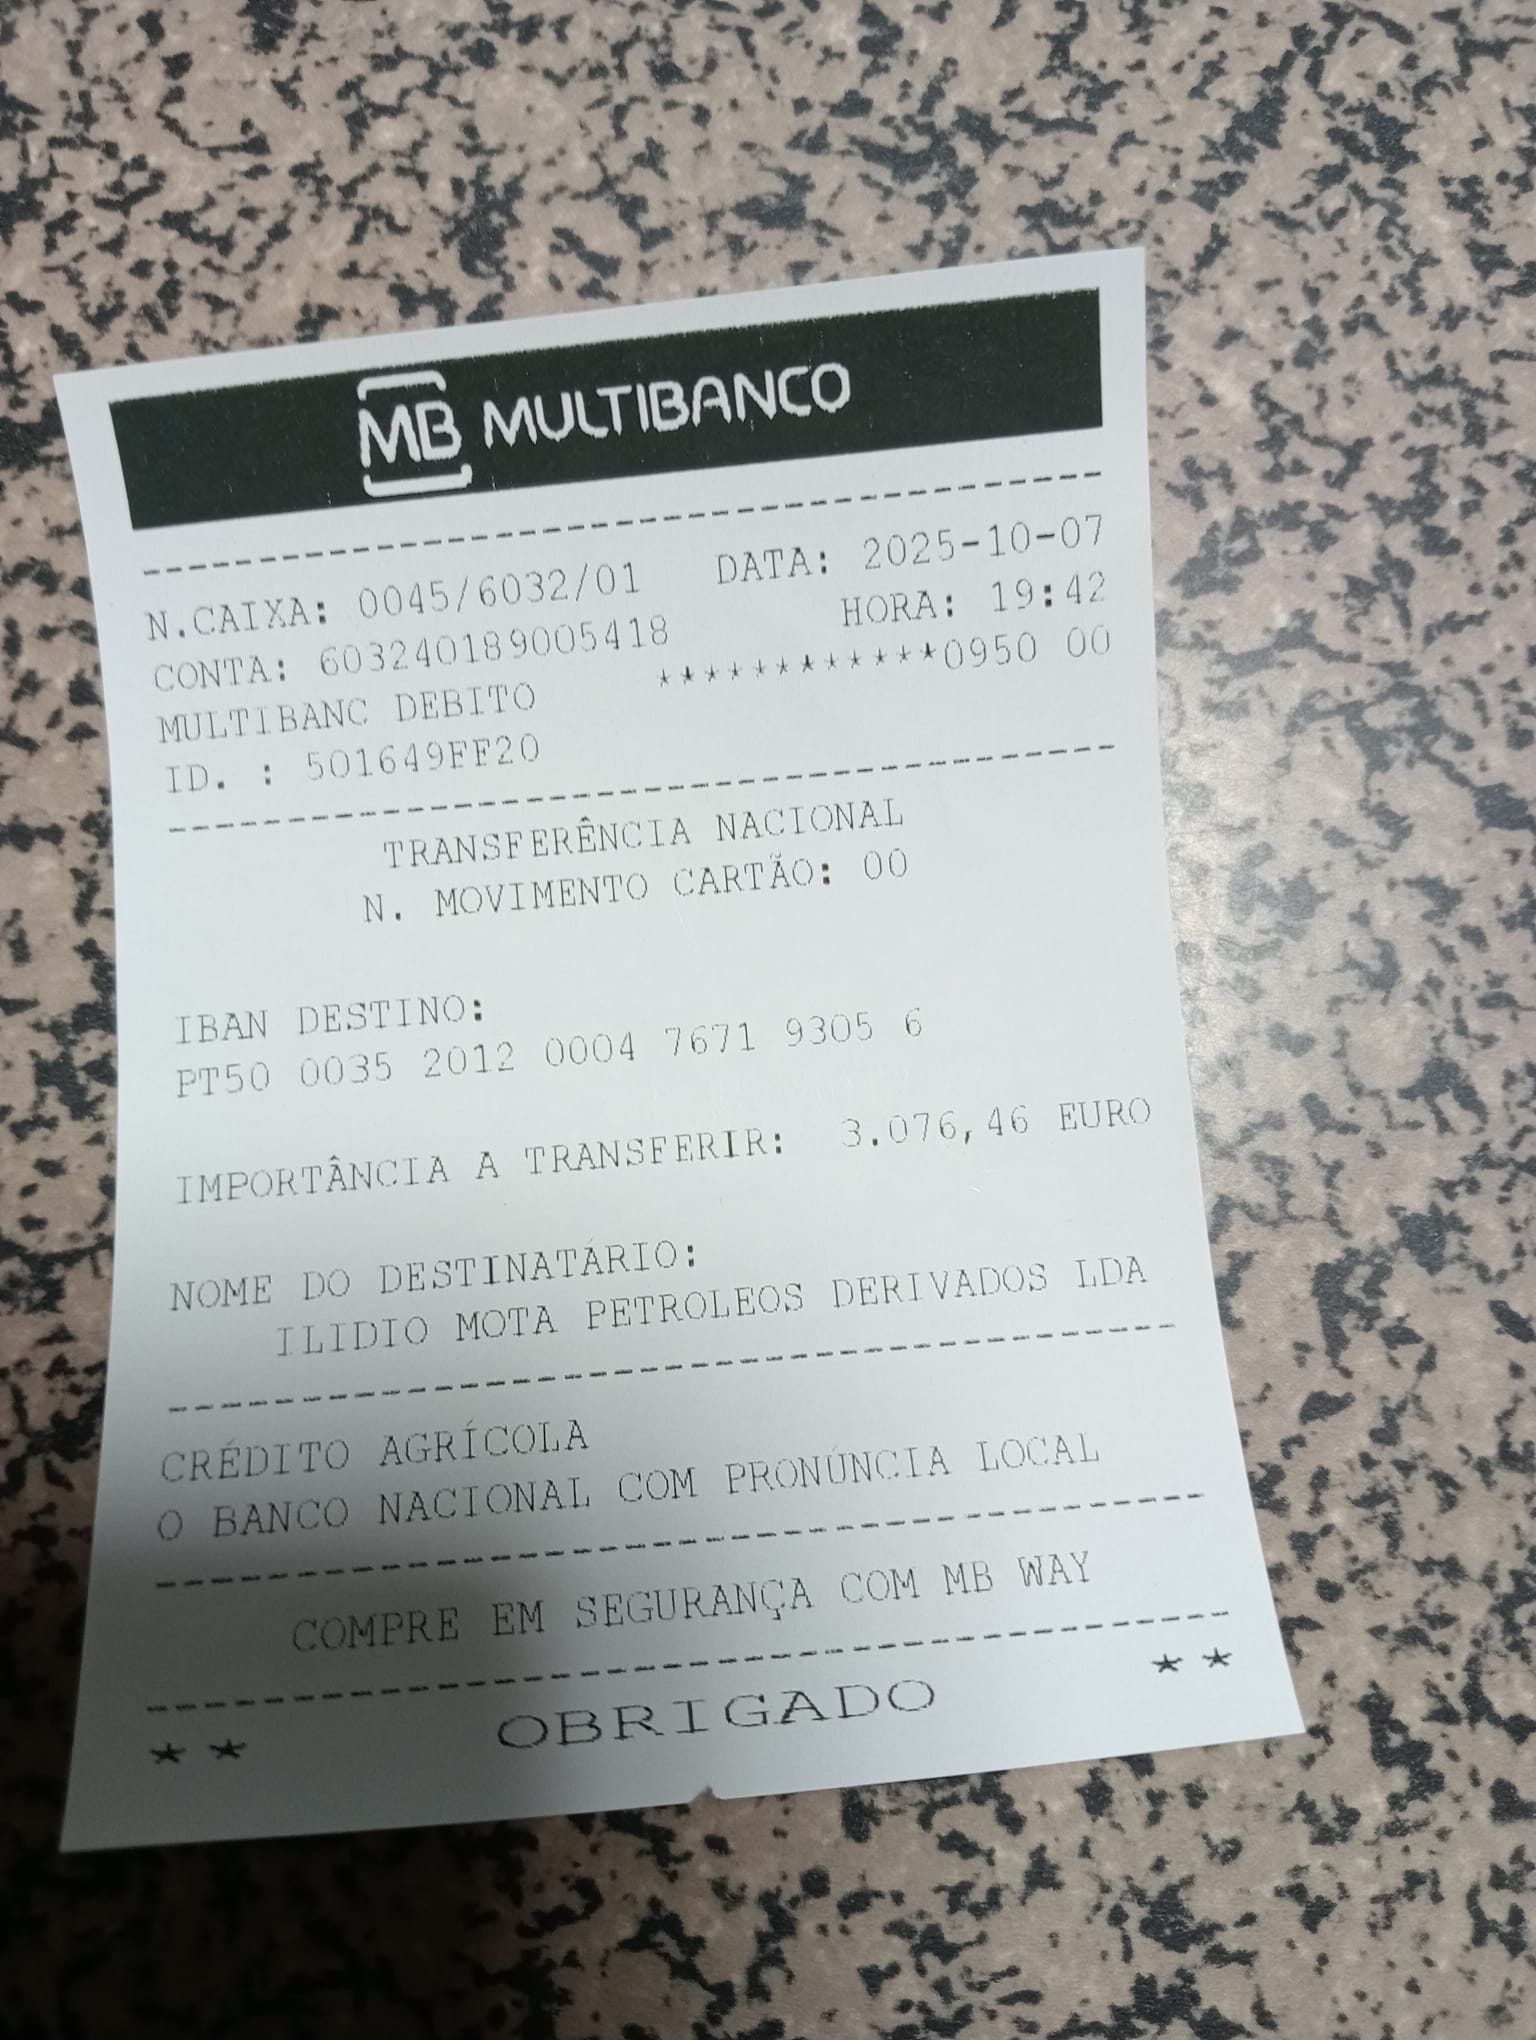 MB MULTIBANCO
N.CAIXA: 0045/6032/01 DATA: 2025-10-07
CONTA: 603240189005418 HORA: 19:42
MULTIBANC DEBITO ************0950 00
ID. : 501649FF20
TRANSFERÊNCIA NACIONAL
N. MOVIMENTO CARTÃO: 00
IBAN DESTINO:
PT50 0035 2012 0004 7671 9305 6
IMPORTÂNCIA A TRANSFERIR: 3.076,46 EURO
NOME DO DESTINATÁRIO:
ILIDIO MOTA PETROLEOS DERIVADOS LDA
CRÉDITO AGRÍCOLA
O BANCO NACIONAL COM PRONÚNCIA LOCAL
COMPRE EM SEGURANÇA COM MB WAY
** OBRIGADO **